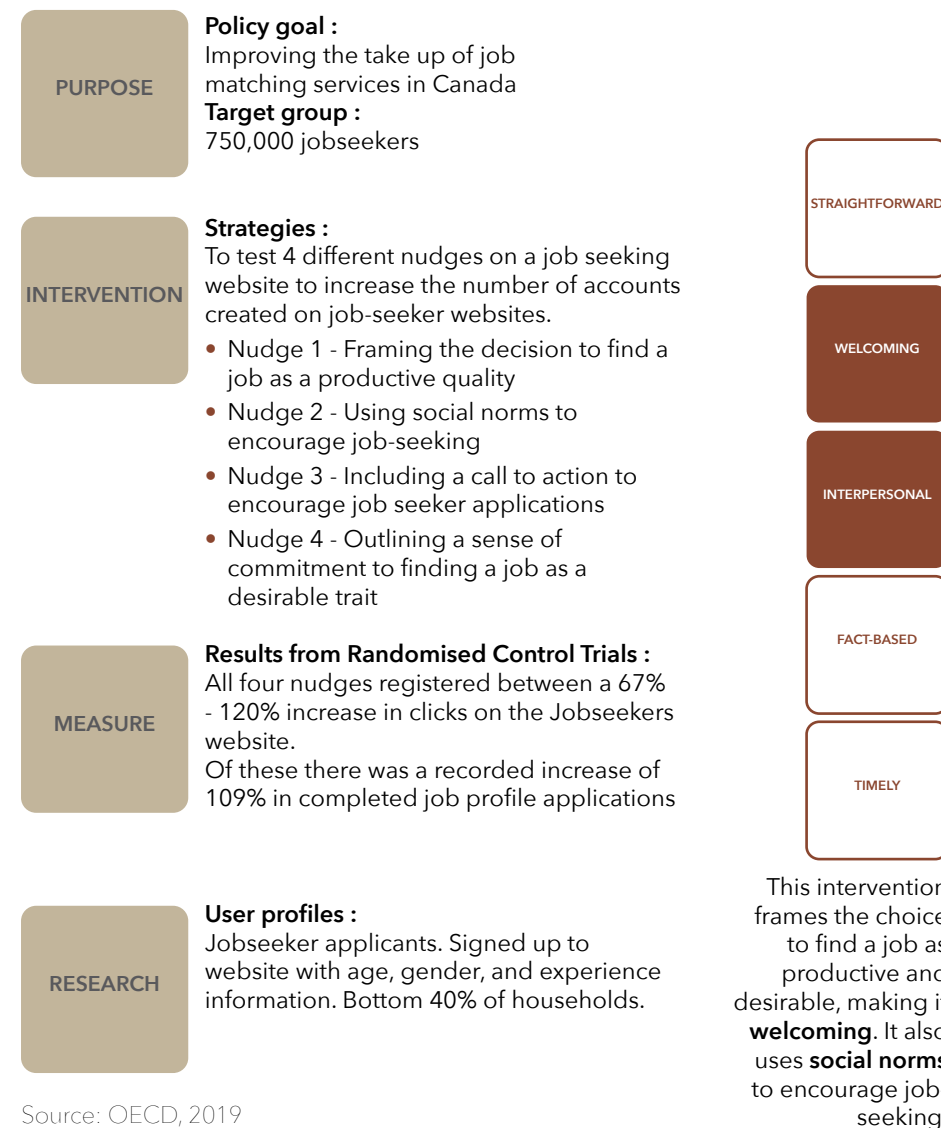 PURPOSE
Policy goal :
Improving the take up of job
matching services in Canada
Target group :
750,000 jobseekers
INTERVENTION
Strategies :
To test 4 different nudges on a job seeking
website to increase the number of accounts
created on job-seeker websites.
• Nudge 1 - Framing the decision to find a
job as a productive quality
• Nudge 2 - Using social norms to
encourage job-seeking
• Nudge 3 - Including a call to action to
encourage job seeker applications
• Nudge 4 - Outlining a sense of
commitment to finding a job as a
desirable trait
MEASURE
Results from Randomised Control Trials :
All four nudges registered between a 67%
- 120% increase in clicks on the Jobseekers
website.
Of these there was a recorded increase of
109% in completed job profile applications
RESEARCH
User profiles :
Jobseeker applicants. Signed up to
website with age, gender, and experience
information. Bottom 40% of households.
Source: OECD, 2019
STRAIGHTFORWARD
WELCOMING
INTERPERSONAL
FACT-BASED
TIMELY
This intervention
frames the choice
to find a job as
productive and
desirable, making it
welcoming. It also
uses social norms
to encourage job-
seeking